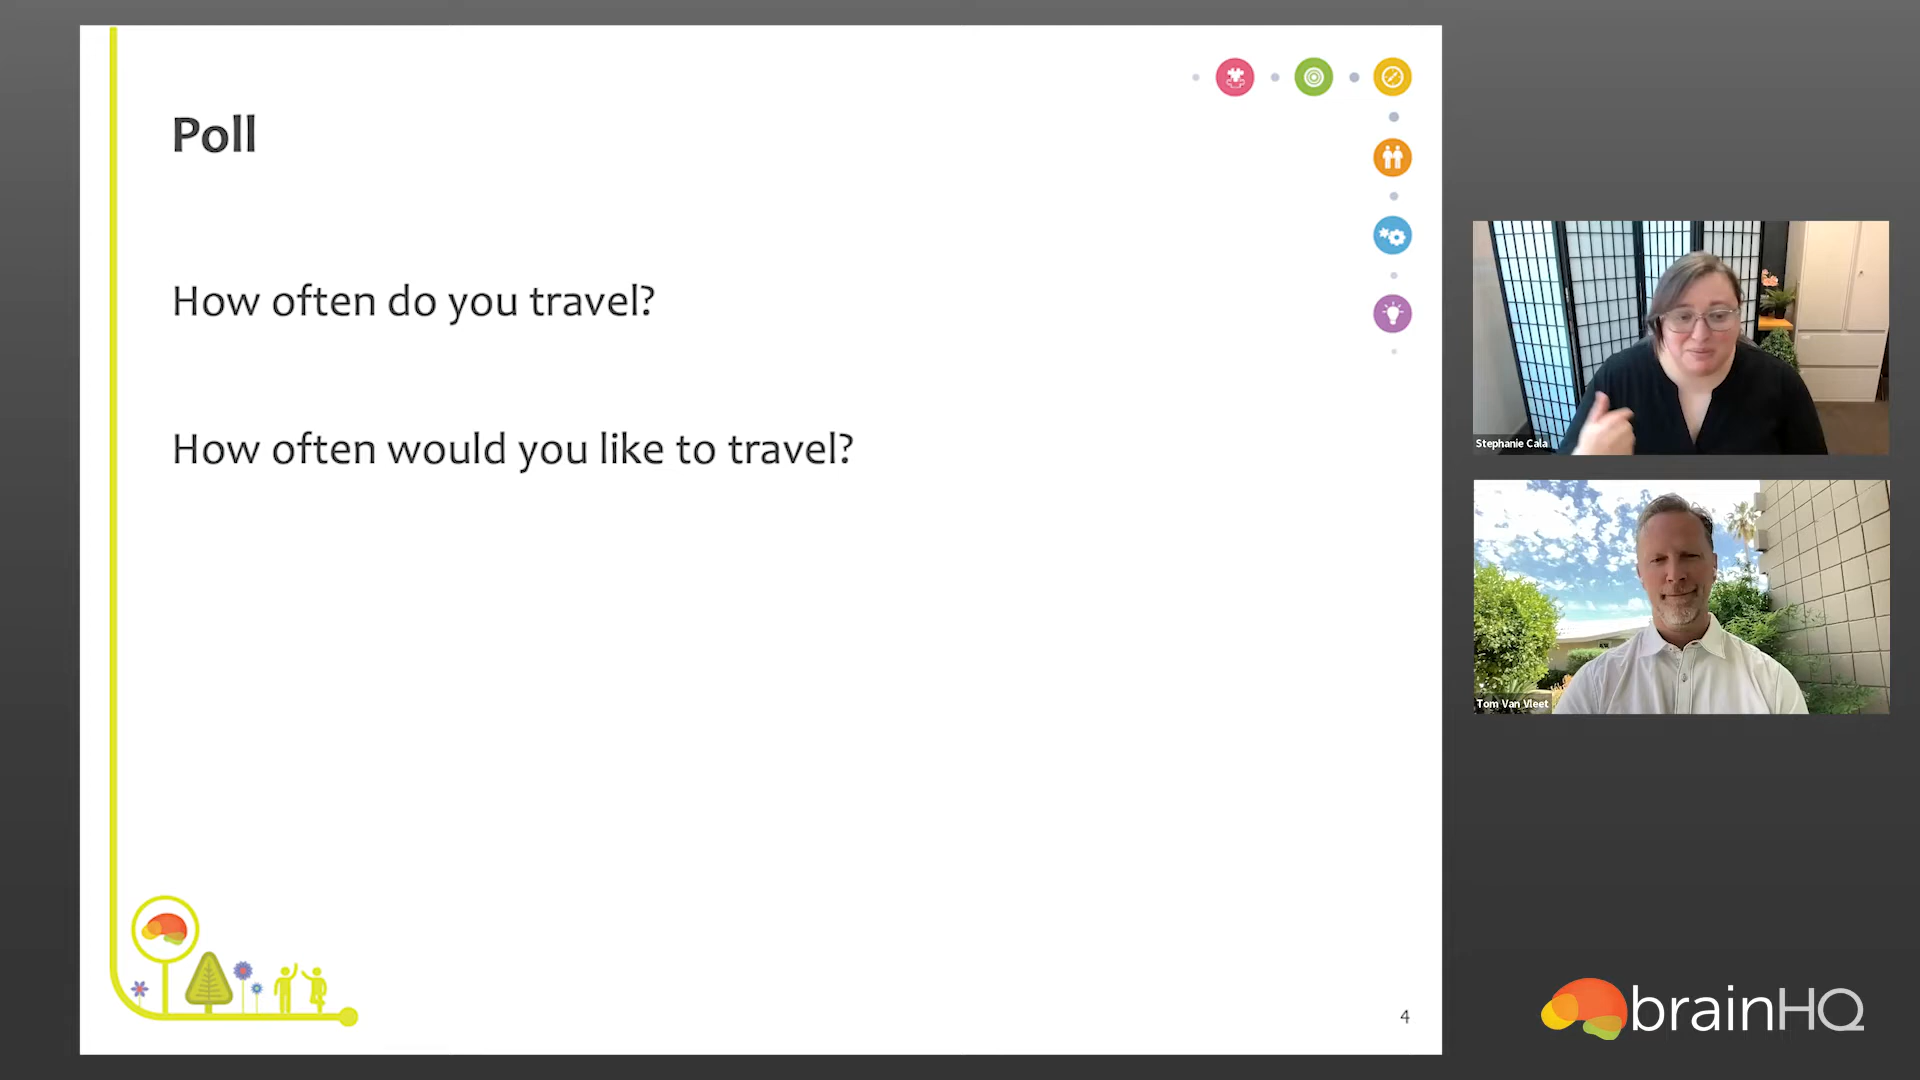 Poll
How often do you travel?
How often would you like to travel?
4
Stephanie Cala
Tom Van Vleet
brainHQ